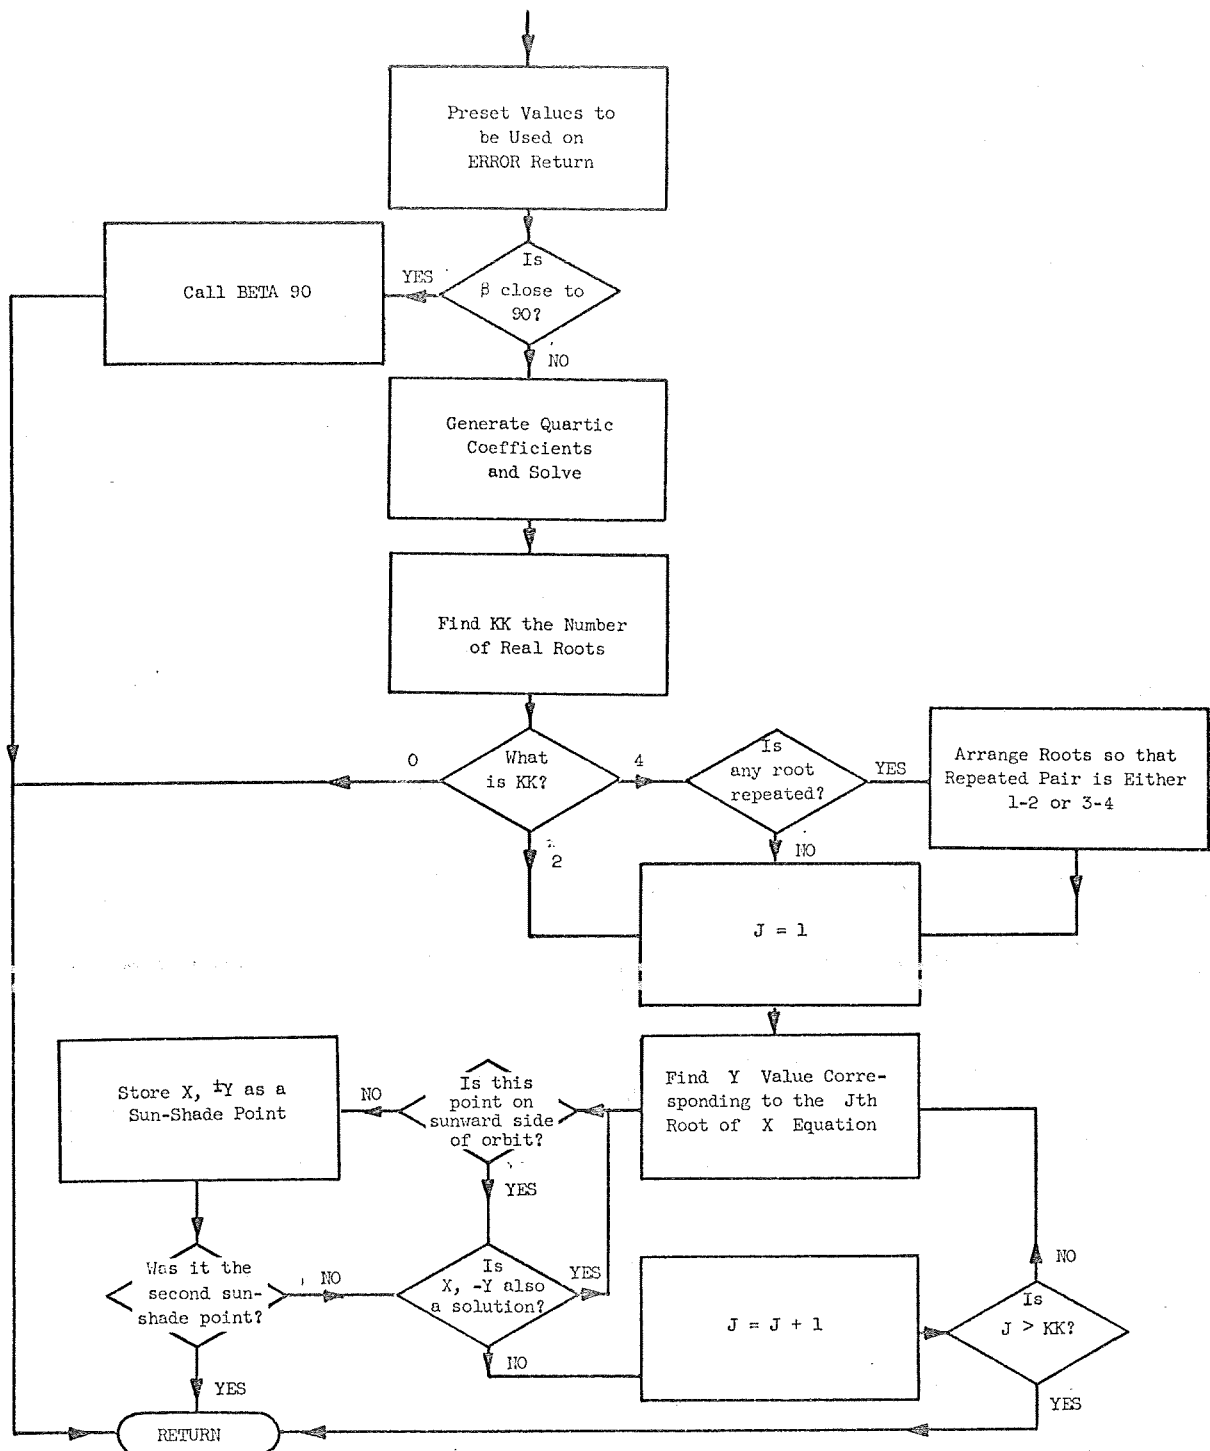 Preset Values to
be Used on
ERROR Return
Is
β close to
90?
YES
Call BETA 90
NO
Generate Quartic
Coefficients
and Solve
Find KK the Number
of Real Roots
What
is KK?
0
4
2
Is
any root
repeated?
YES
Arrange Roots so that
Repeated Pair is Either
1-2 or 3-4
NO
J = 1
Find Y Value Corre-
sponding to the Jth
Root of X Equation
Is this
point on
sunward side
of orbit?
NO
Store X, ±Y as a
Sun-Shade Point
YES
Was it the
second sun-
shade point?
NO
Is
X, -Y also
a solution?
YES
NO
J = J + 1
Is
J > KK?
NO
YES
YES
RETURN